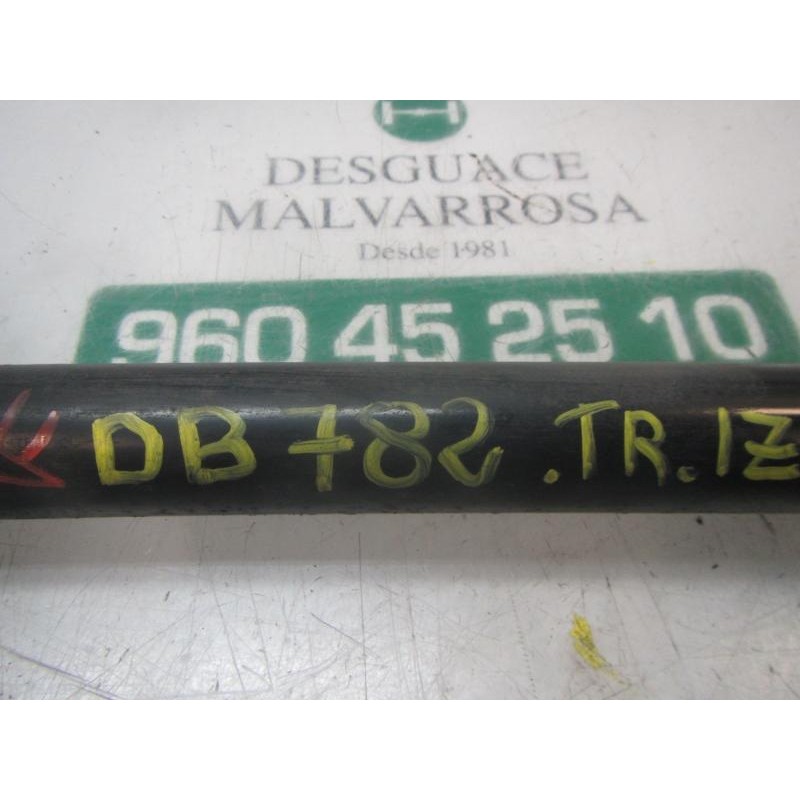 DESGUACE
MALVARROSA
Desde 1981
960 45 25 10
DB782.TR.IZ